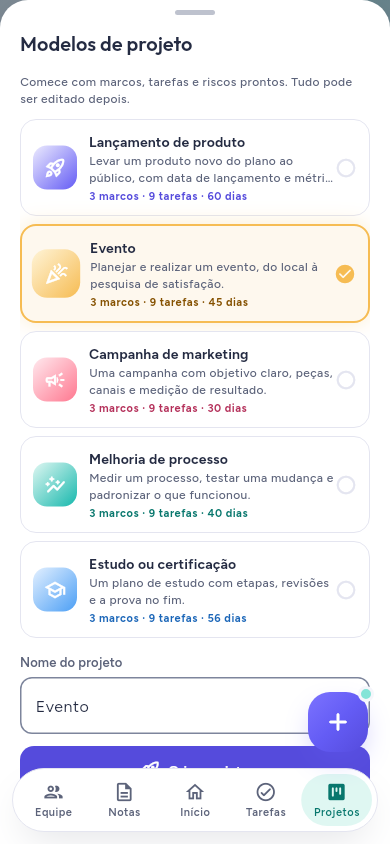 Modelos de projeto
Comece com marcos, tarefas e riscos prontos. Tudo pode
ser editado depois.
Lançamento de produto
Levar um produto novo do plano ao
público, com data de lançamento e métri…
3 marcos · 9 tarefas · 60 dias
Evento
Planejar e realizar um evento, do local à
pesquisa de satisfação.
3 marcos · 9 tarefas · 45 dias
Campanha de marketing
Uma campanha com objetivo claro, peças,
canais e medição de resultado.
3 marcos · 9 tarefas · 30 dias
Melhoria de processo
Medir um processo, testar uma mudança e
padronizar o que funcionou.
3 marcos · 9 tarefas · 40 dias
Estudo ou certificação
Um plano de estudo com etapas, revisões
e a prova no fim.
3 marcos · 9 tarefas · 56 dias
Nome do projeto
Evento
Equipe
Notas
Início
Tarefas
Projetos